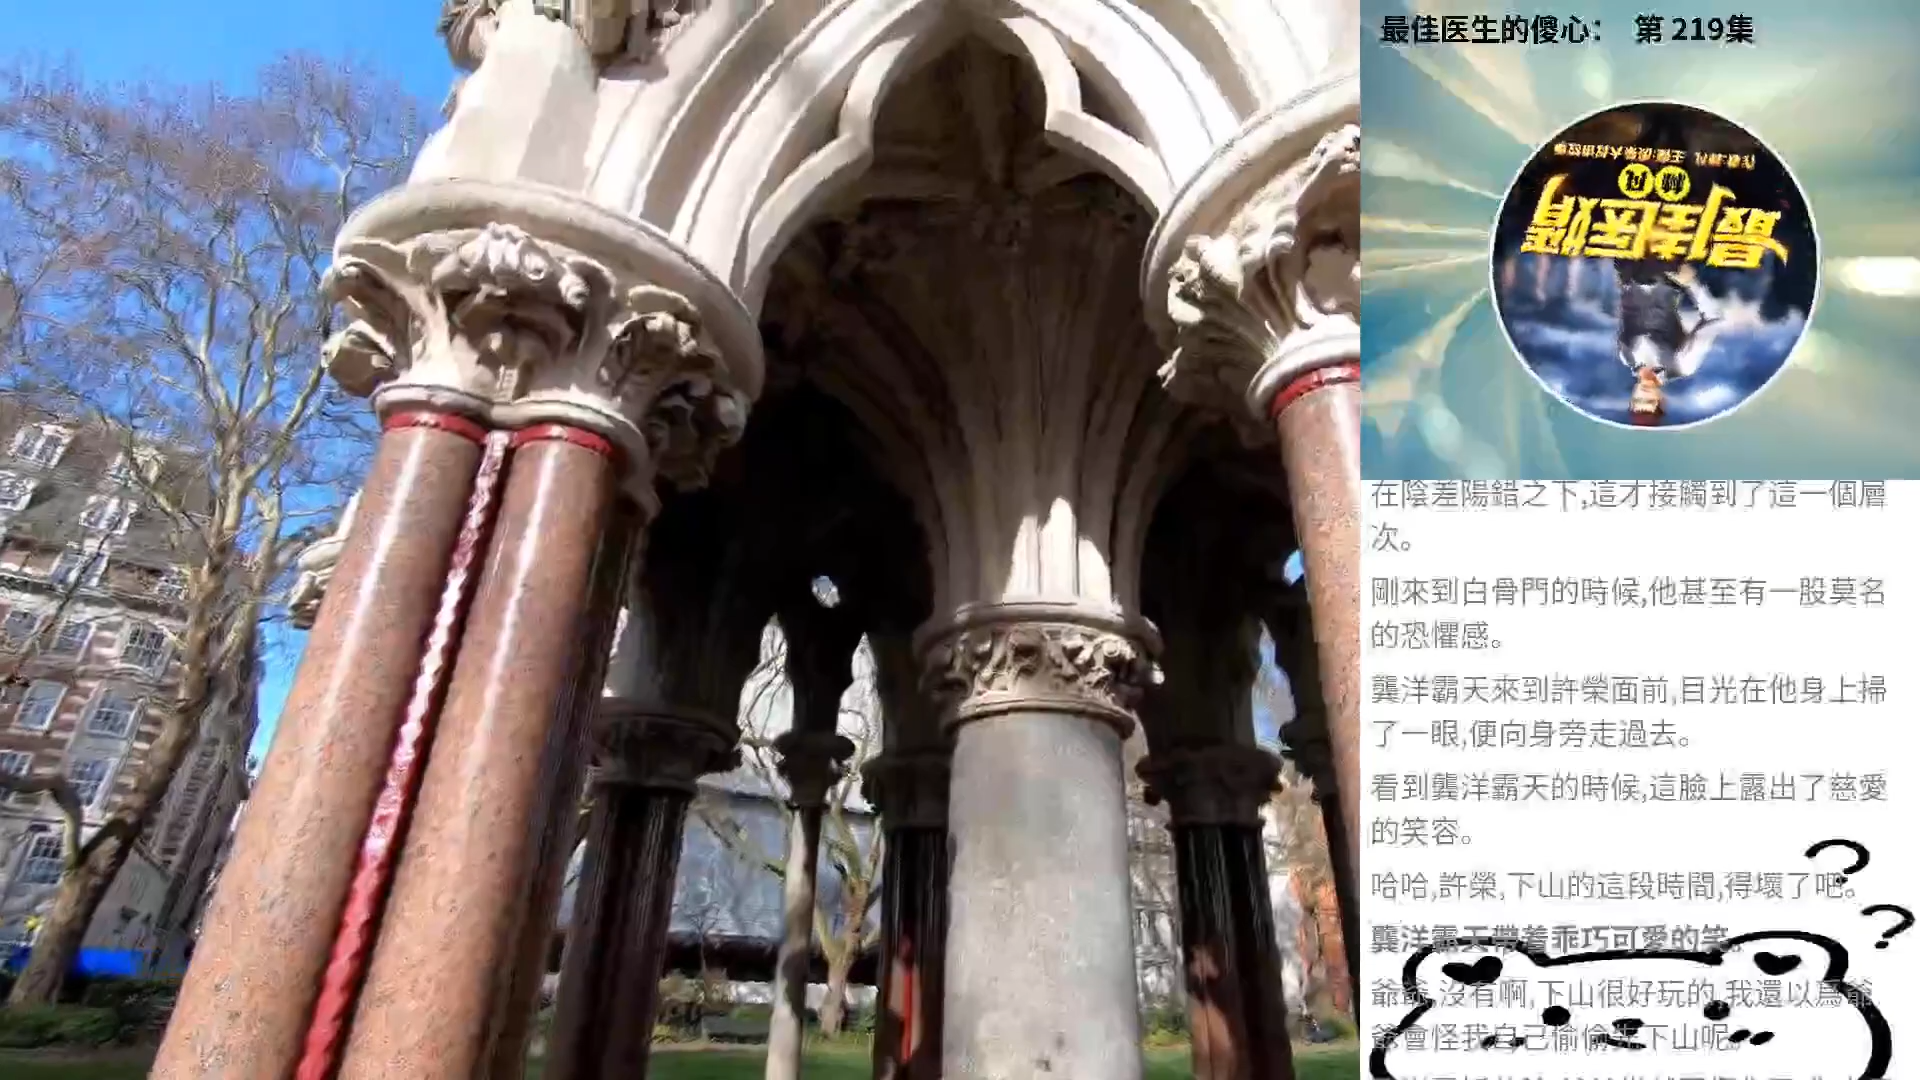 最佳医生的傻心： 第 219集
最佳医婿
在陰差陽錯之下,這才接觸到了這一個層
次。
剛來到白骨門的時候,他甚至有一股莫名
的恐懼感。
龔洋霸天來到許榮面前,目光在他身上掃
了一眼,便向身旁走過去。
看到龔洋霸天的時候,這臉上露出了慈愛
的笑容。
哈哈,許榮,下山的這段時間,得壞了吧。
龔洋霸天帶着乖巧可愛的笑。
爺爺,沒有啊,下山很好玩的,我還以爲爺
爺會怪我自己偷偷先下山呢。